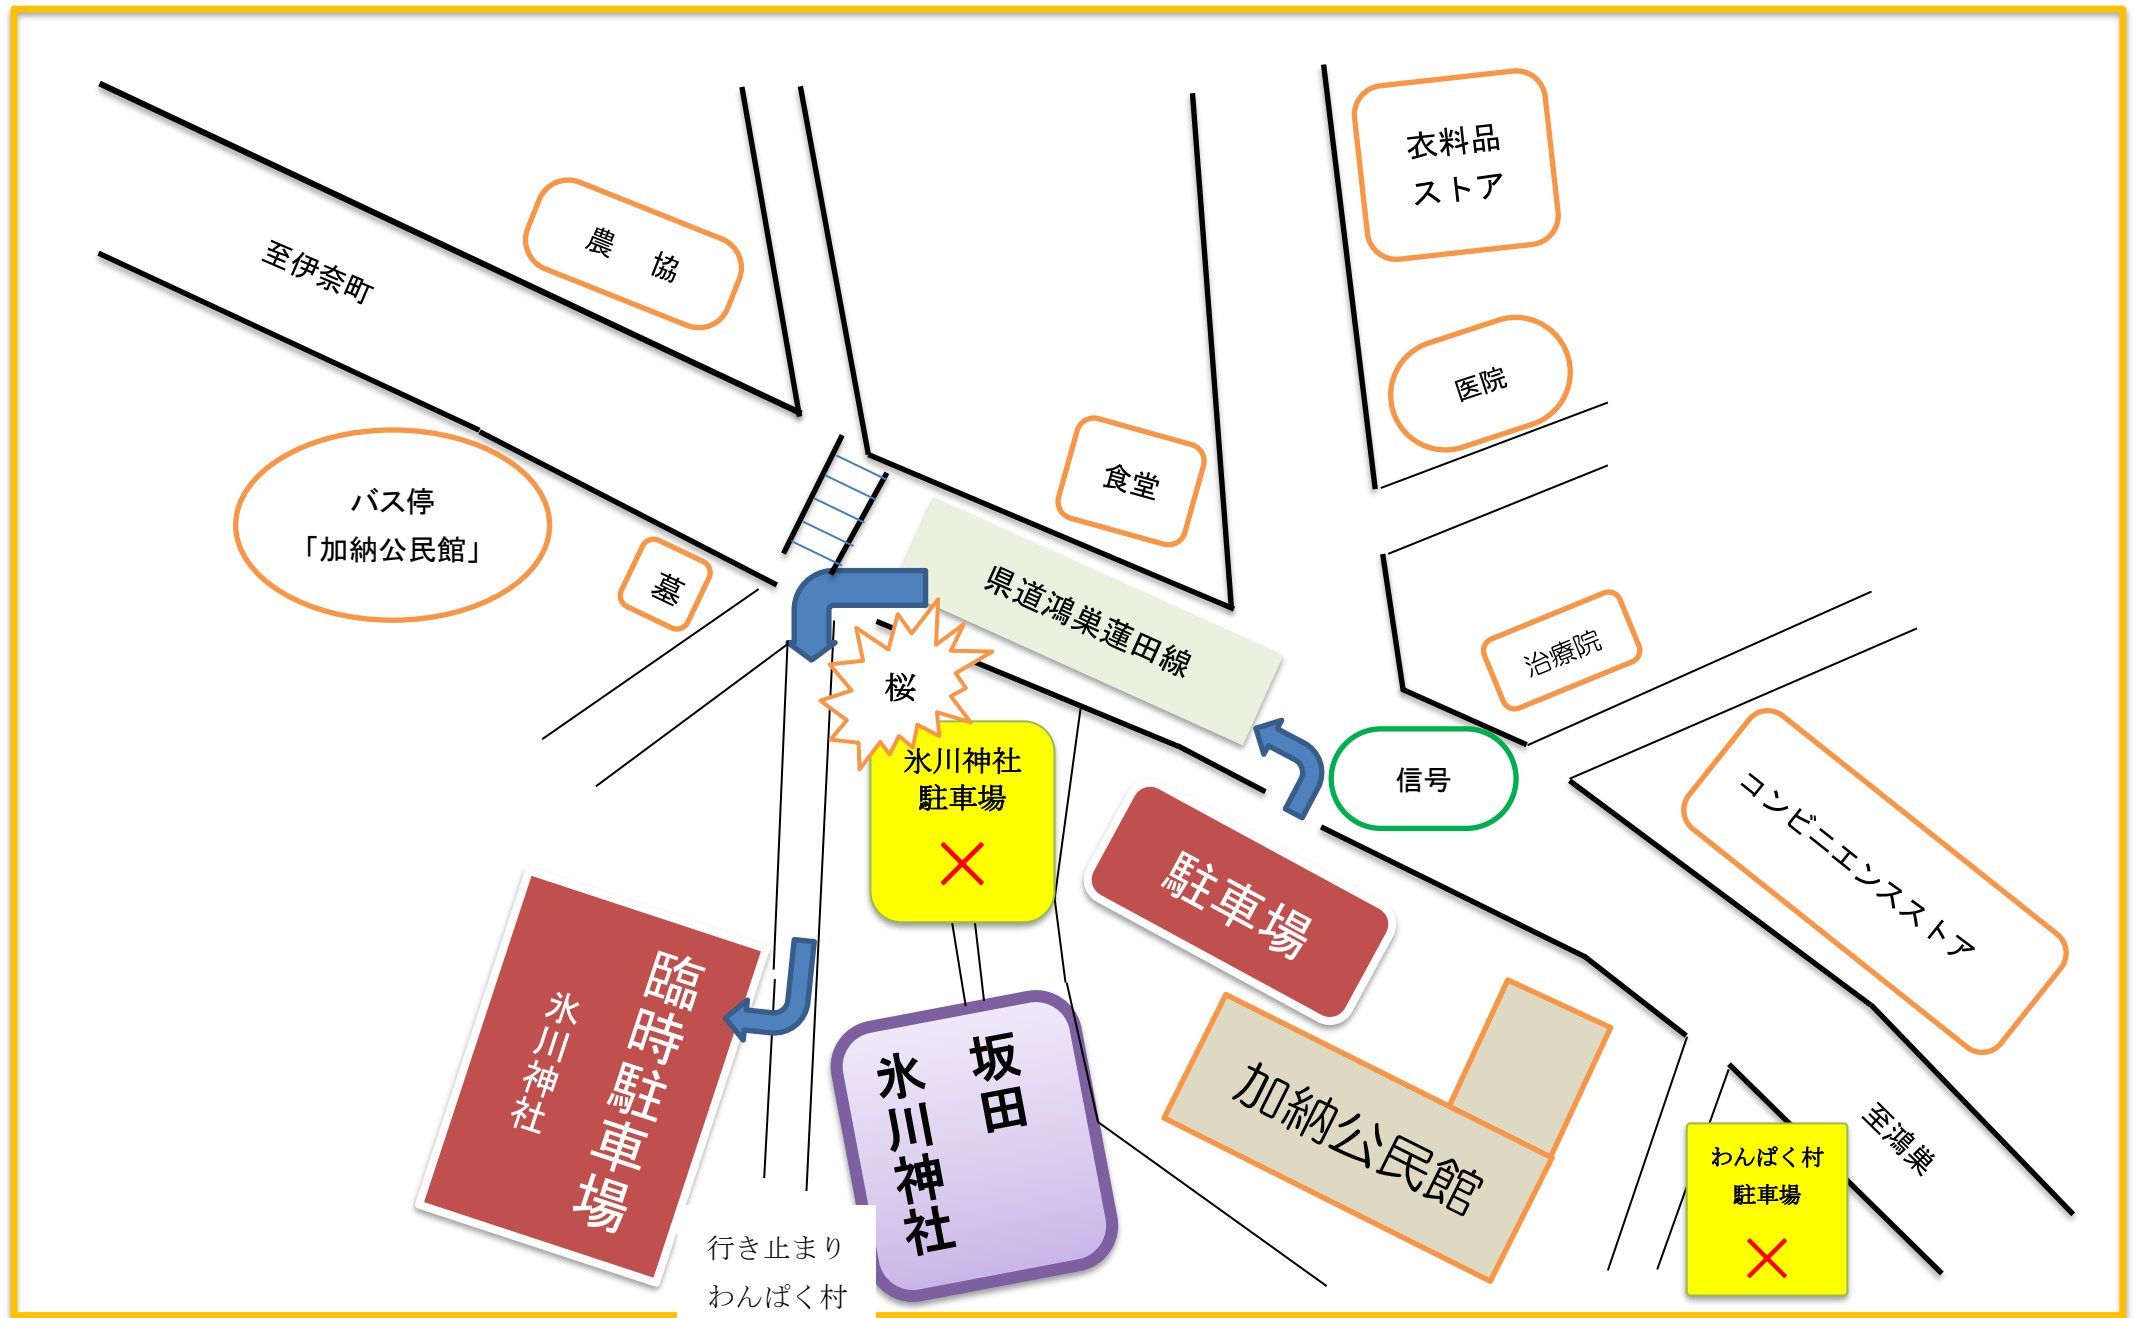 衣料品
ストア
農　協
至伊奈町
医院
食堂
バス停
「加納公民館」
墓
県道鴻巣蓮田線
治療院
桜
信号
氷川神社
駐車場
コンビニエンスストア
駐車場
臨時駐車場
氷川神社
坂田
氷川神社
加納公民館
至鴻巣
わんぱく村
駐車場
行き止まり
わんぱく村